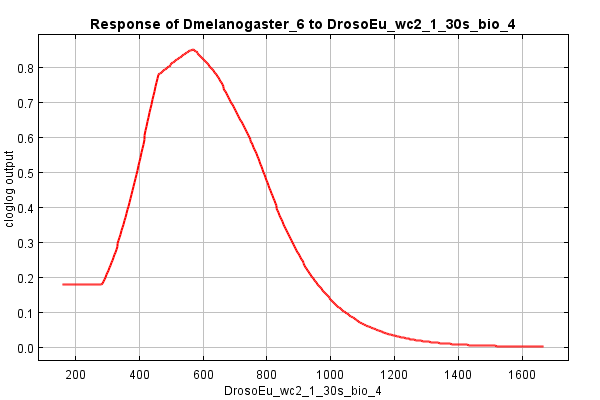 Response of Dmelanogaster_6 to DrosoEu_wc2_1_30s_bio_4
cloglog output
0.8
0.7
0.6
0.5
0.4
0.3
0.2
0.1
0.0
200 400 600 800 1000 1200 1400 1600
DrosoEu_wc2_1_30s_bio_4